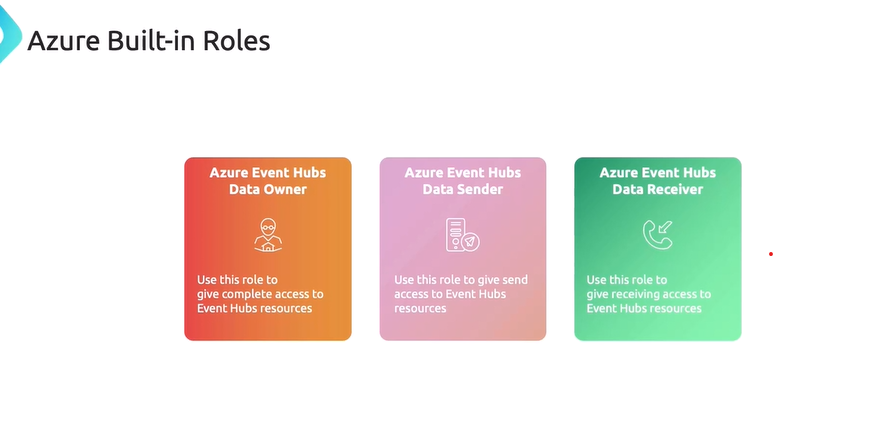 Azure Built-in Roles
Azure Event Hubs
Data Owner
Use this role to
give complete access to
Event Hubs resources
Azure Event Hubs
Data Sender
Use this role to give send
access to Event Hubs
resources
Azure Event Hubs
Data Receiver
Use this role to
give receiving access to
Event Hubs resources